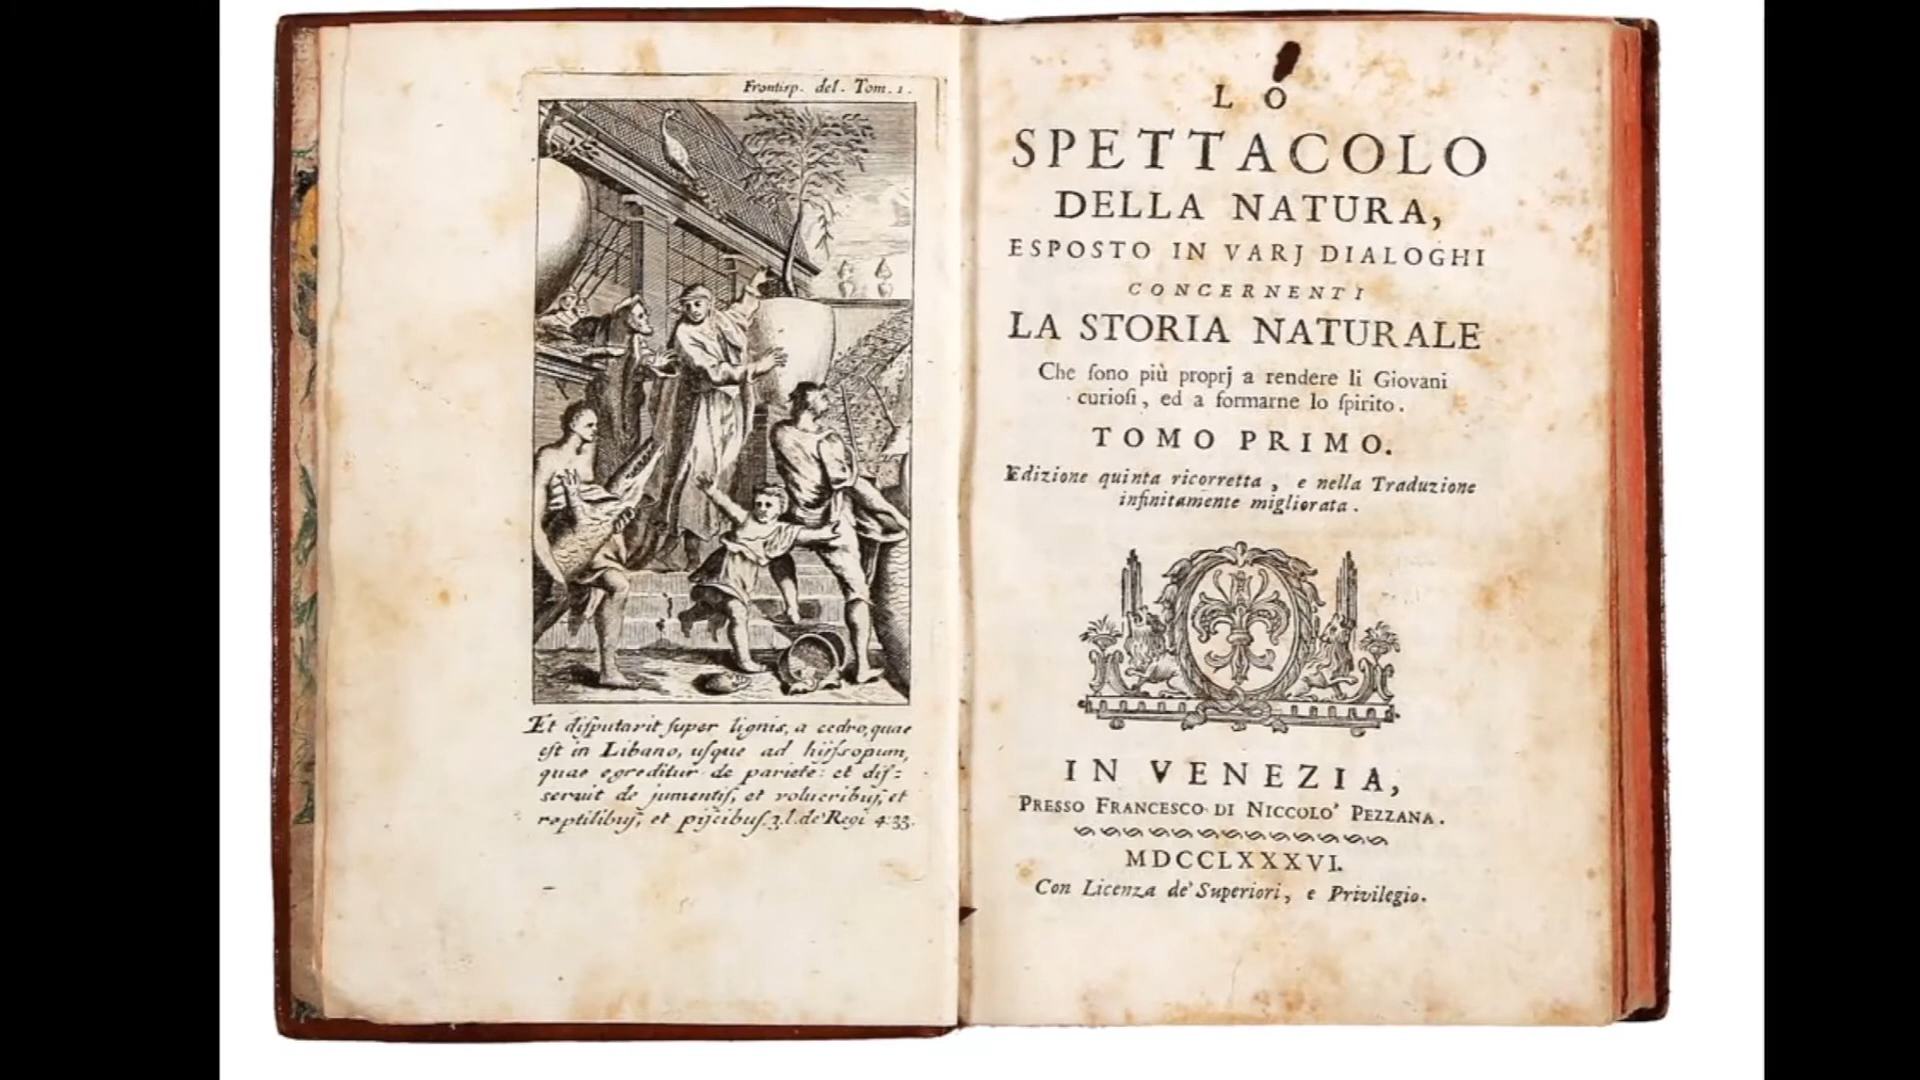 Frontisp. del. Tom. 1.
Et disputavit super lignis, a cedro, quae
est in Libano, usque ad hijssopum,
quae egreditur de pariete: et dis=
seruit de jumentis, et volucribus, et
reptilibus, et piscibus. 3. l. de' Regi 4. 33.
LO
SPETTACOLO
DELLA NATURA,
ESPOSTO IN VARJ DIALOGHI
CONCERNENTI
LA STORIA NATURALE
Che ſono più proprj a rendere li Giovani
curioſi, ed a formarne lo ſpirito.
TOMO PRIMO.
Edizione quinta ricorretta, e nella Traduzione
infinitamente migliorata.
IN VENEZIA,
PRESSO FRANCESCO DI NICCOLO' PEZZANA.
MDCCLXXXVI.
Con Licenza de' Superiori, e Privilegio.